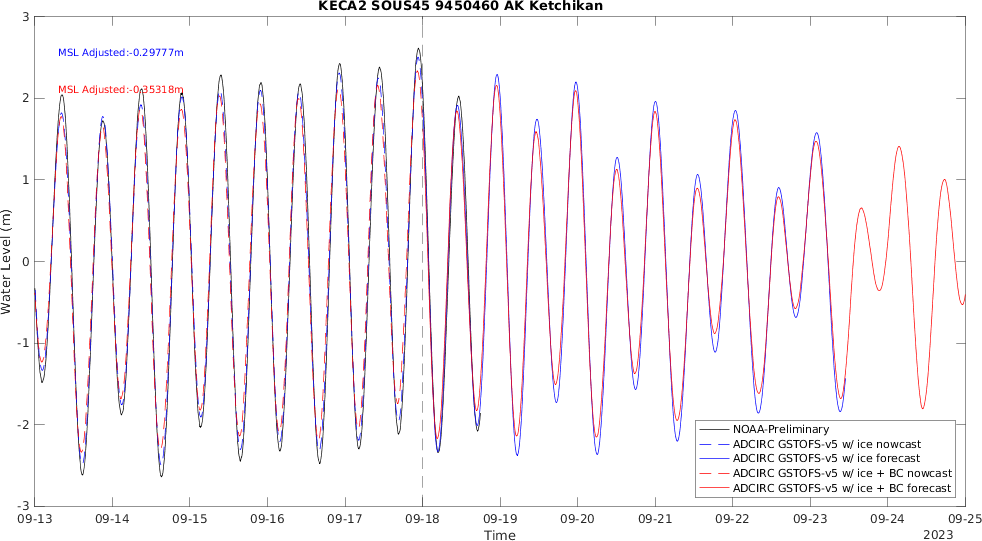 KECA2 SOUS45 9450460 AK Ketchikan
MSL Adjusted:-0.29777m
MSL Adjusted:-0.35318m
3
2
1
0
-1
-2
-3
Water Level (m)
NOAA-Preliminary
ADCIRC GSTOFS-v5 w/ ice nowcast
ADCIRC GSTOFS-v5 w/ ice forecast
ADCIRC GSTOFS-v5 w/ ice + BC nowcast
ADCIRC GSTOFS-v5 w/ ice + BC forecast
09-13 09-14 09-15 09-16 09-17 09-18 09-19 09-20 09-21 09-22 09-23 09-24 09-25
Time
2023